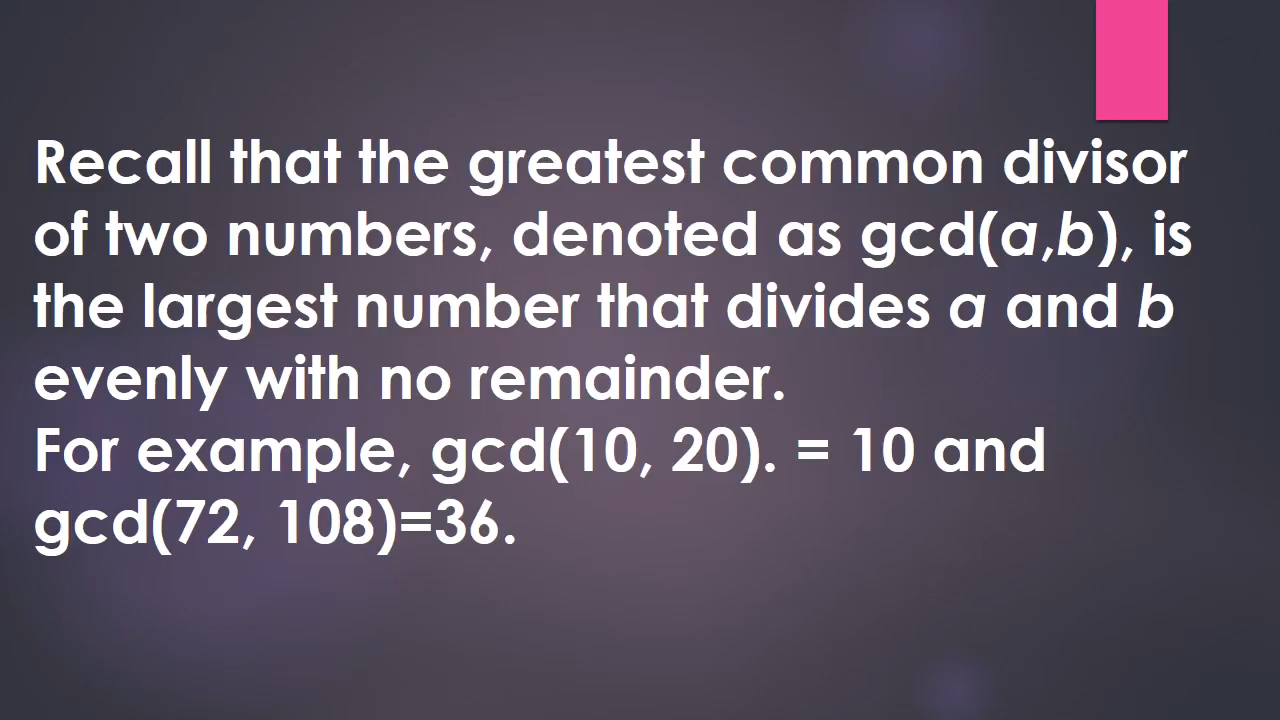 Recall that the greatest common divisor
of two numbers, denoted as gcd(a,b), is
the largest number that divides a and b
evenly with no remainder.
For example, gcd(10, 20). = 10 and
gcd(72, 108)=36.